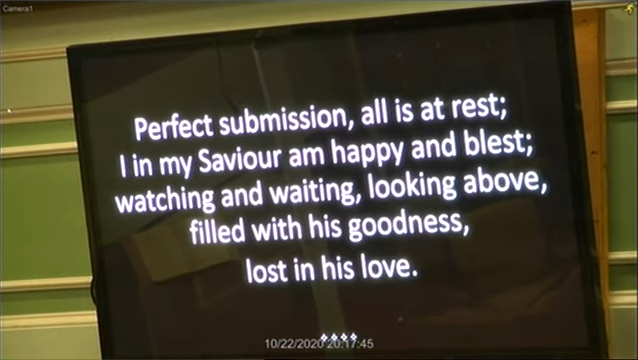 Camera1
Perfect submission, all is at rest;
I in my Saviour am happy and blest;
watching and waiting, looking above,
filled with his goodness,
lost in his love.
10/22/2020 20:17:45